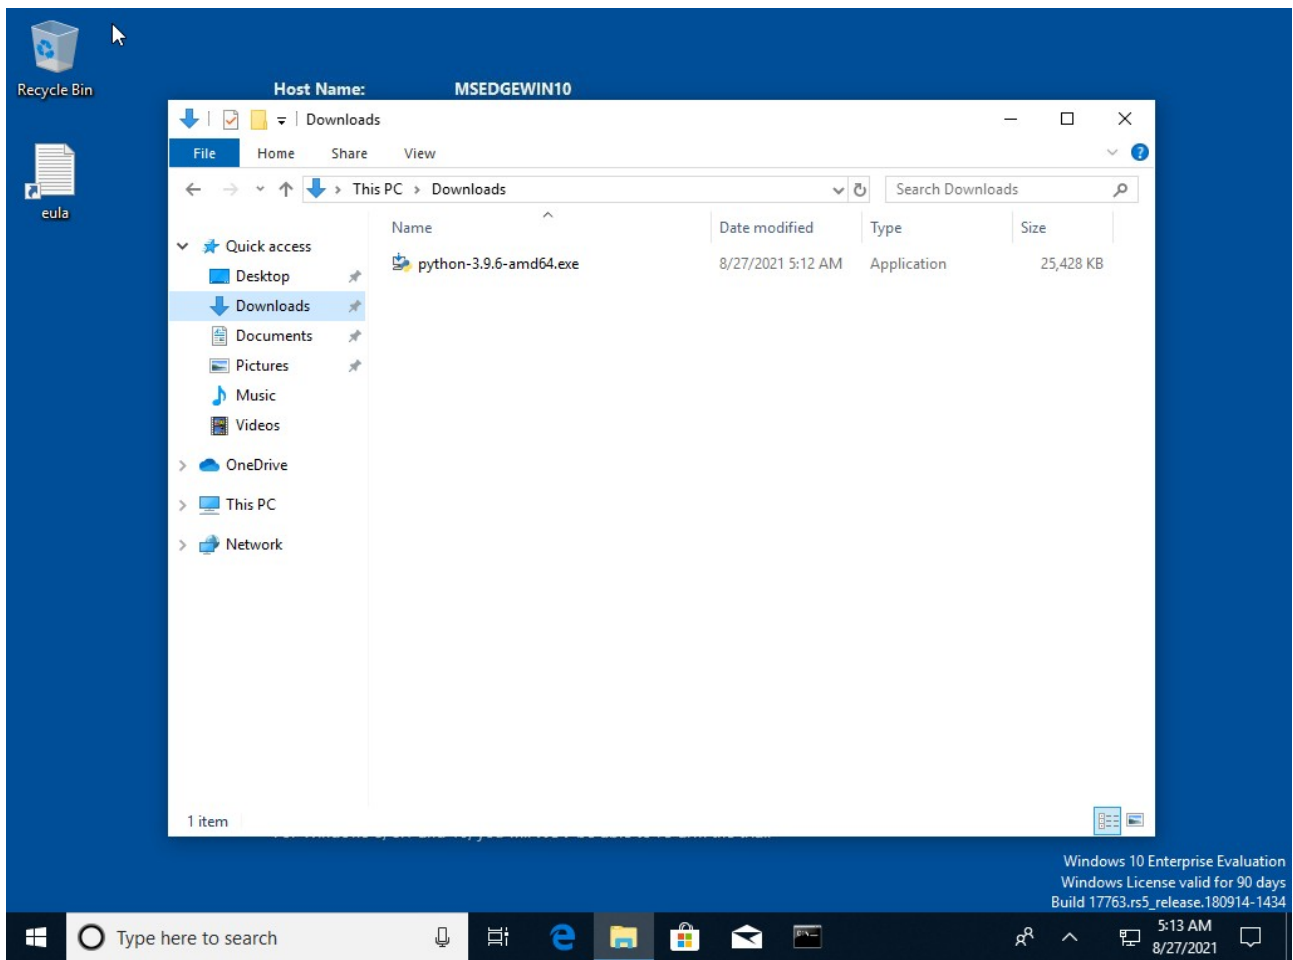 Recycle Bin
Host Name: MSEDGEWIN10
Downloads
File Home Share View
This PC Downloads
Search Downloads
eula
Name Date modified Type Size
Quick access
python-3.9.6-amd64.exe 8/27/2021 5:12 AM Application 25,428 KB
Desktop
Downloads
Documents
Pictures
Music
Videos
OneDrive
This PC
Network
1 item
Windows 10 Enterprise Evaluation
Windows License valid for 90 days
Build 17763.rs5_release.180914-1434
Type here to search
5:13 AM
8/27/2021